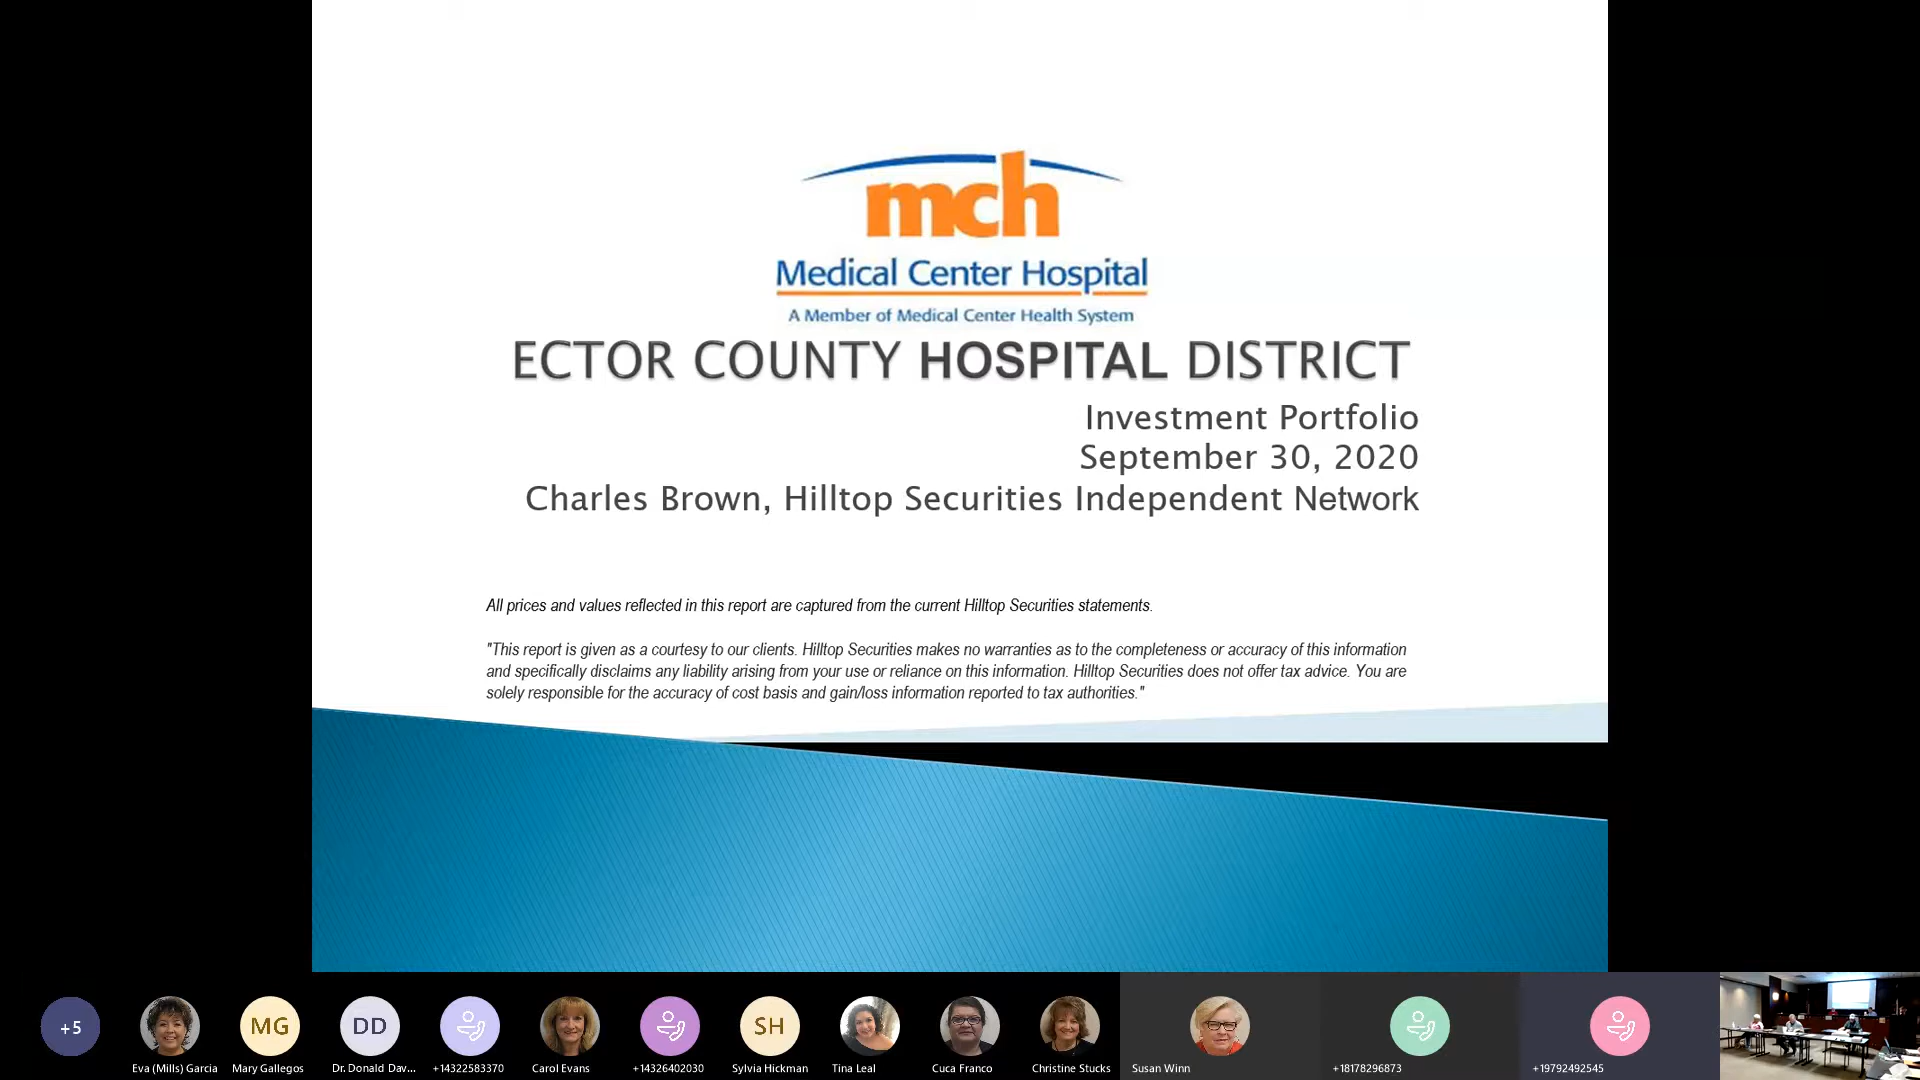 mch
Medical Center Hospital
A Member of Medical Center Health System
ECTOR COUNTY HOSPITAL DISTRICT
Investment Portfolio
September 30, 2020
Charles Brown, Hilltop Securities Independent Network
All prices and values reflected in this report are captured from the current Hilltop Securities statements.
"This report is given as a courtesy to our clients. Hilltop Securities makes no warranties as to the completeness or accuracy of this information
and specifically disclaims any liability arising from your use or reliance on this information. Hilltop Securities does not offer tax advice. You are
solely responsible for the accuracy of cost basis and gain/loss information reported to tax authorities."
+5
MG
DD
SH
Eva (Mills) Garcia
Mary Gallegos
Dr. Donald Dav...
+14322583370
Carol Evans
+14326402030
Sylvia Hickman
Tina Leal
Cuca Franco
Christine Stucks
Susan Winn
+18178296873
+19792492545